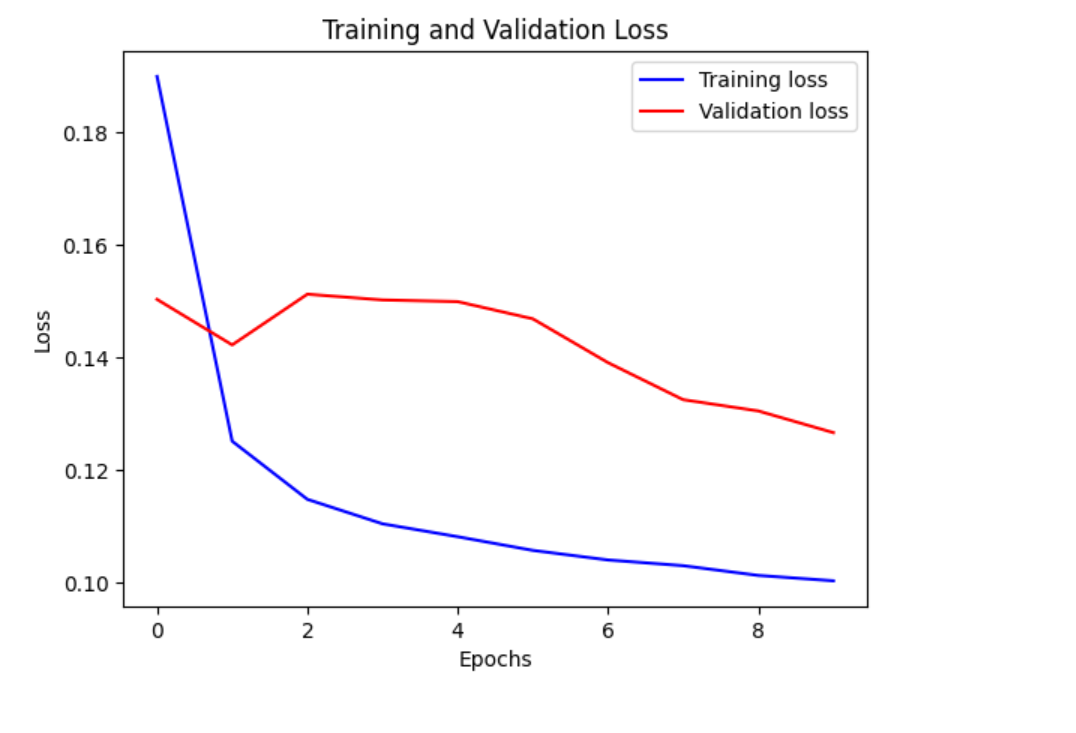 Training and Validation Loss
Training loss
Validation loss
0.18
0.16
0.14
0.12
0.10
Loss
0 2 4 6 8
Epochs